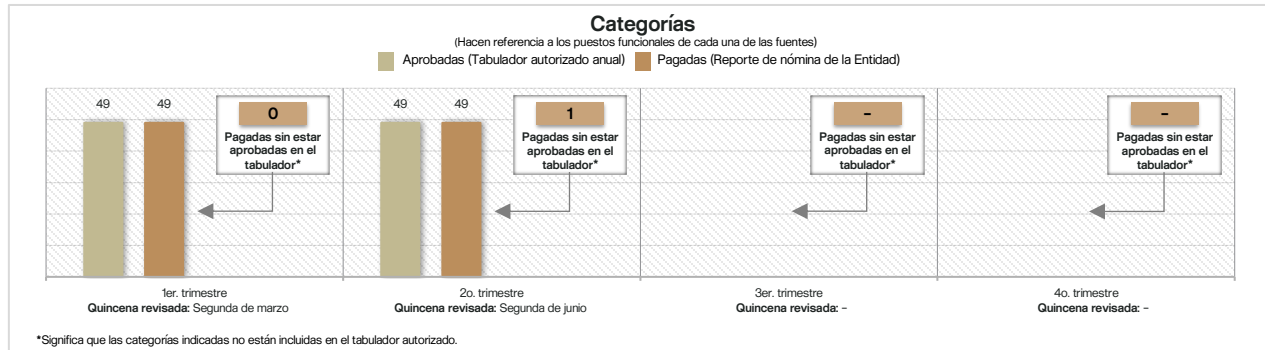 Categorías
(Hacen referencia a los puestos funcionales de cada una de las fuentes)
Aprobadas (Tabulador autorizado anual) Pagadas (Reporte de nómina de la Entidad)
49 49
0
Pagadas sin estar
aprobadas en el
tabulador*
49 49
1
Pagadas sin estar
aprobadas en el
tabulador*
–
Pagadas sin estar
aprobadas en el
tabulador*
–
Pagadas sin estar
aprobadas en el
tabulador*
1er. trimestre
Quincena revisada: Segunda de marzo
2o. trimestre
Quincena revisada: Segunda de junio
3er. trimestre
Quincena revisada: –
4o. trimestre
Quincena revisada: –
*Significa que las categorías indicadas no están incluidas en el tabulador autorizado.